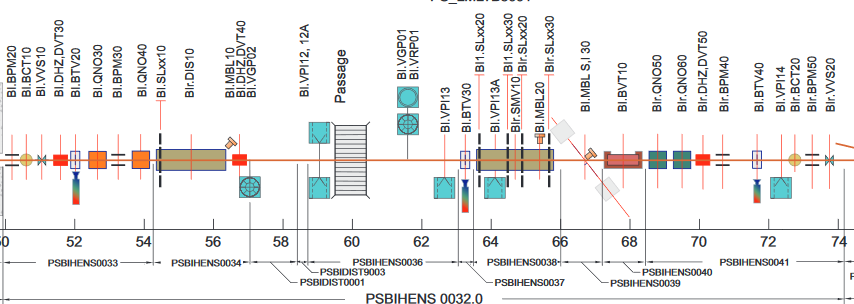 BI.BPM20
BI.BCT10
BI.VVS10
BI.DHZ,DVT30
BI.BTV20
BI.QNO30
BI.BPM30
BI.QNO40
BI.SLxx10
BIr.DIS10
BI.MBL10
BI.DHZ,DVT40
BI.VGP02
BI.VPI12, 12A
Passage
BI.VGP01
BI.VRP01
BI.VPI13
BI.BTV30
BI1.SLxx20
BI.VPI13A
BI1.SLxx30
BIr.SMV10
BIr.SLxx20
BI.MBL20
BIr.SLxx30
BI.MBL S,I 30
BI.BVT10
BIr.QNO50
BIr.QNO60
BIr.DHZ,DVT50
BIr.BPM40
BI.BTV40
BI.VPI14
BIr.BCT20
BIr.BPM50
BIr.VVS20
50 52 54 56 58 60 62 64 66 68 70 72 74
PSBIHENS0033 PSBIHENS0034 PSBIDIST9003 PSBIHENS0036 PSBIHENS0038 PSBIHENS0040 PSBIHENS0041
PSBIDIST0001 PSBIHENS0037 PSBIHENS0039
PSBIHENS 0032.0